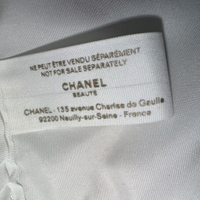 NE PEUT ÊTRE VENDU SÉPARÉMENT
NOT FOR SALE SEPARATELY
CHANEL
BEAUTÉ
CHANEL - 135 avenue Charles de Gaulle
92200 Neuilly-sur-Seine - France